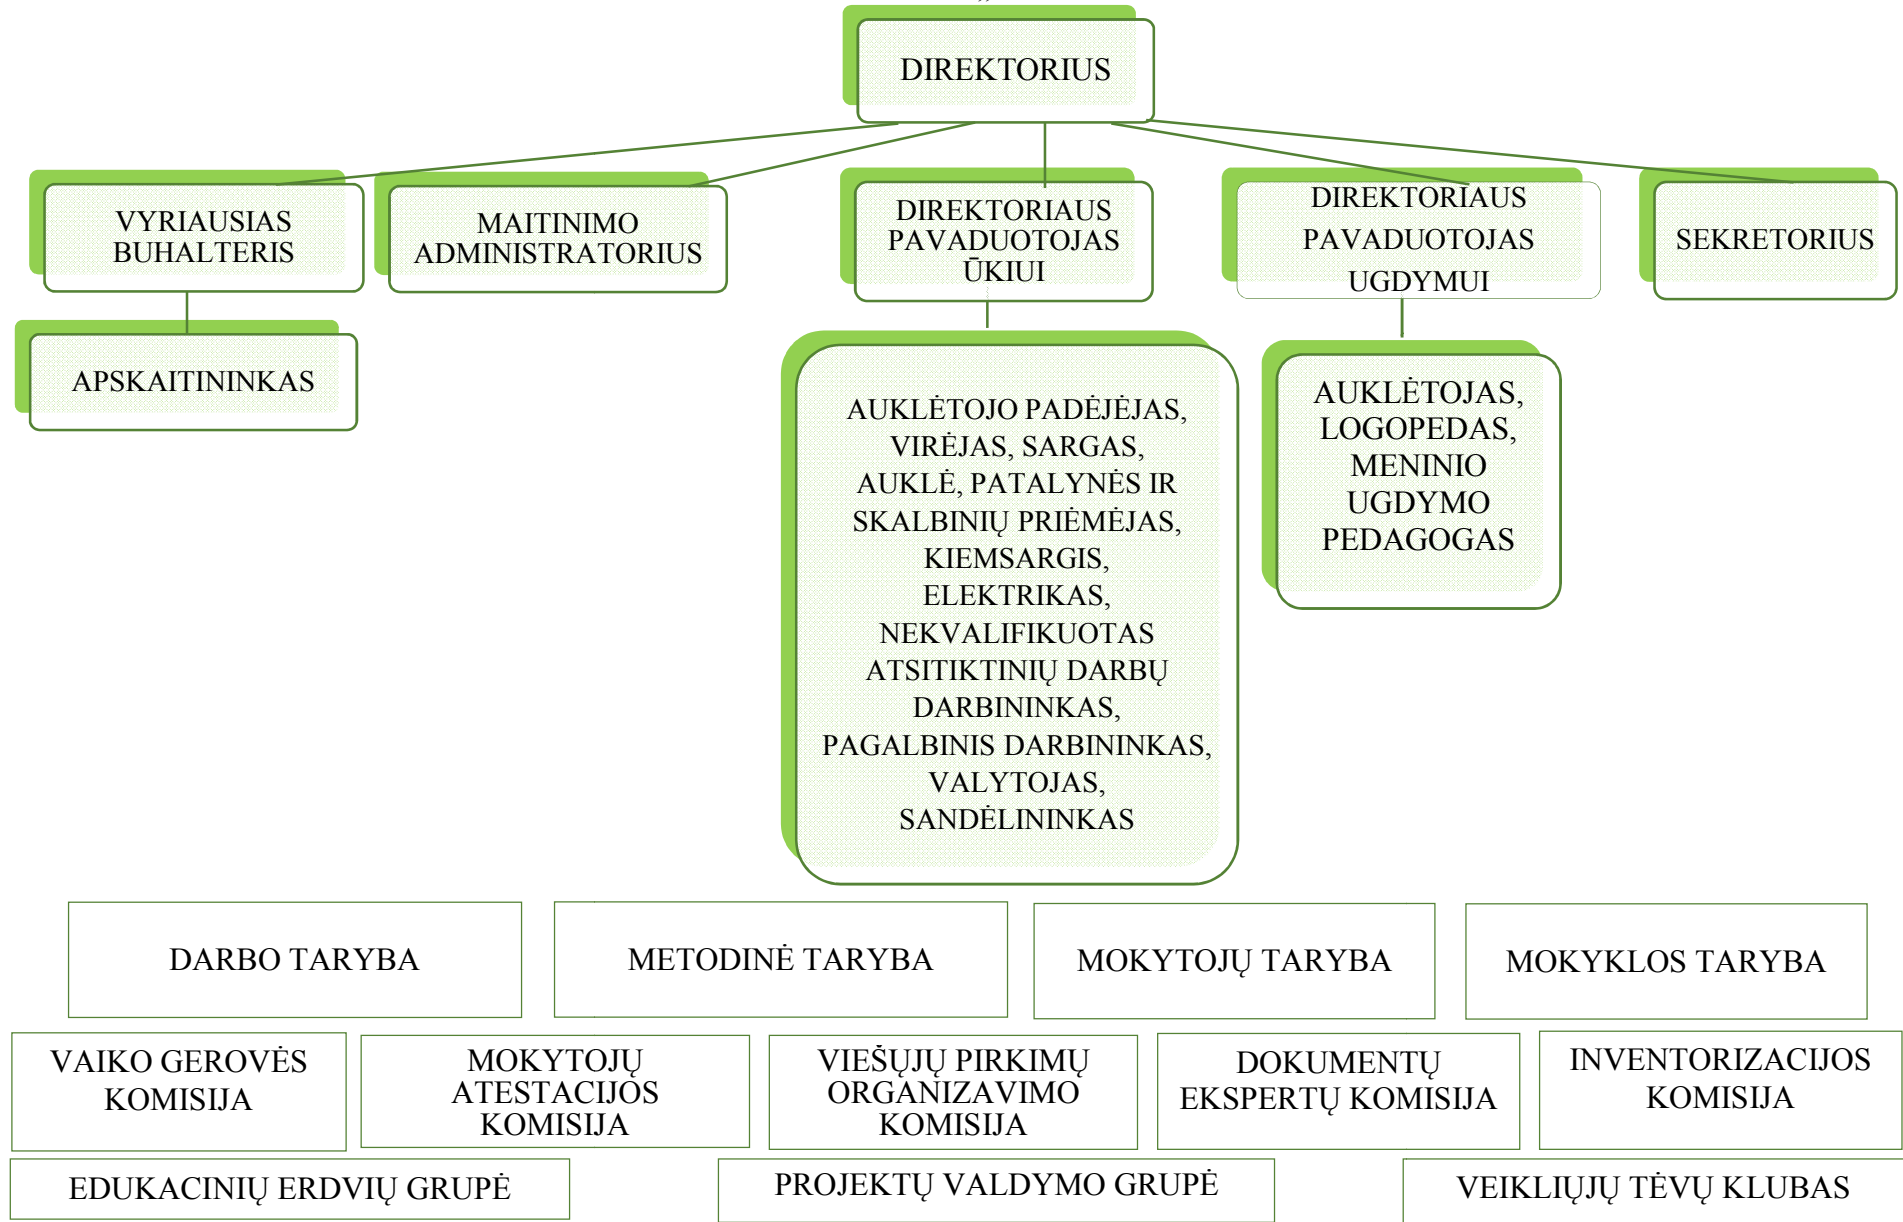 „
DIREKTORIUS
VYRIAUSIAS
BUHALTERIS
MAITINIMO
ADMINISTRATORIUS
DIREKTORIAUS
PAVADUOTOJAS
ŪKIUI
DIREKTORIAUS
PAVADUOTOJAS
UGDYMUI
SEKRETORIUS
APSKAITININKAS
AUKLĖTOJO PADĖJĖJAS,
VIRĖJAS, SARGAS,
AUKLĖ, PATALYNĖS IR
SKALBINIŲ PRIĖMĖJAS,
KIEMSARGIS,
ELEKTRIKAS,
NEKVALIFIKUOTAS
ATSITIKTINIŲ DARBŲ
DARBININKAS,
PAGALBINIS DARBININKAS,
VALYTOJAS,
SANDĖLININKAS
AUKLĖTOJAS,
LOGOPEDAS,
MENINIO
UGDYMO
PEDAGOGAS
DARBO TARYBA
METODINĖ TARYBA
MOKYTOJŲ TARYBA
MOKYKLOS TARYBA
VAIKO GEROVĖS
KOMISIJA
MOKYTOJŲ
ATESTACIJOS
KOMISIJA
VIEŠŲJŲ PIRKIMŲ
ORGANIZAVIMO
KOMISIJA
DOKUMENTŲ
EKSPERTŲ KOMISIJA
INVENTORIZACIJOS
KOMISIJA
EDUKACINIŲ ERDVIŲ GRUPĖ
PROJEKTŲ VALDYMO GRUPĖ
VEIKLIŲJŲ TĖVŲ KLUBAS